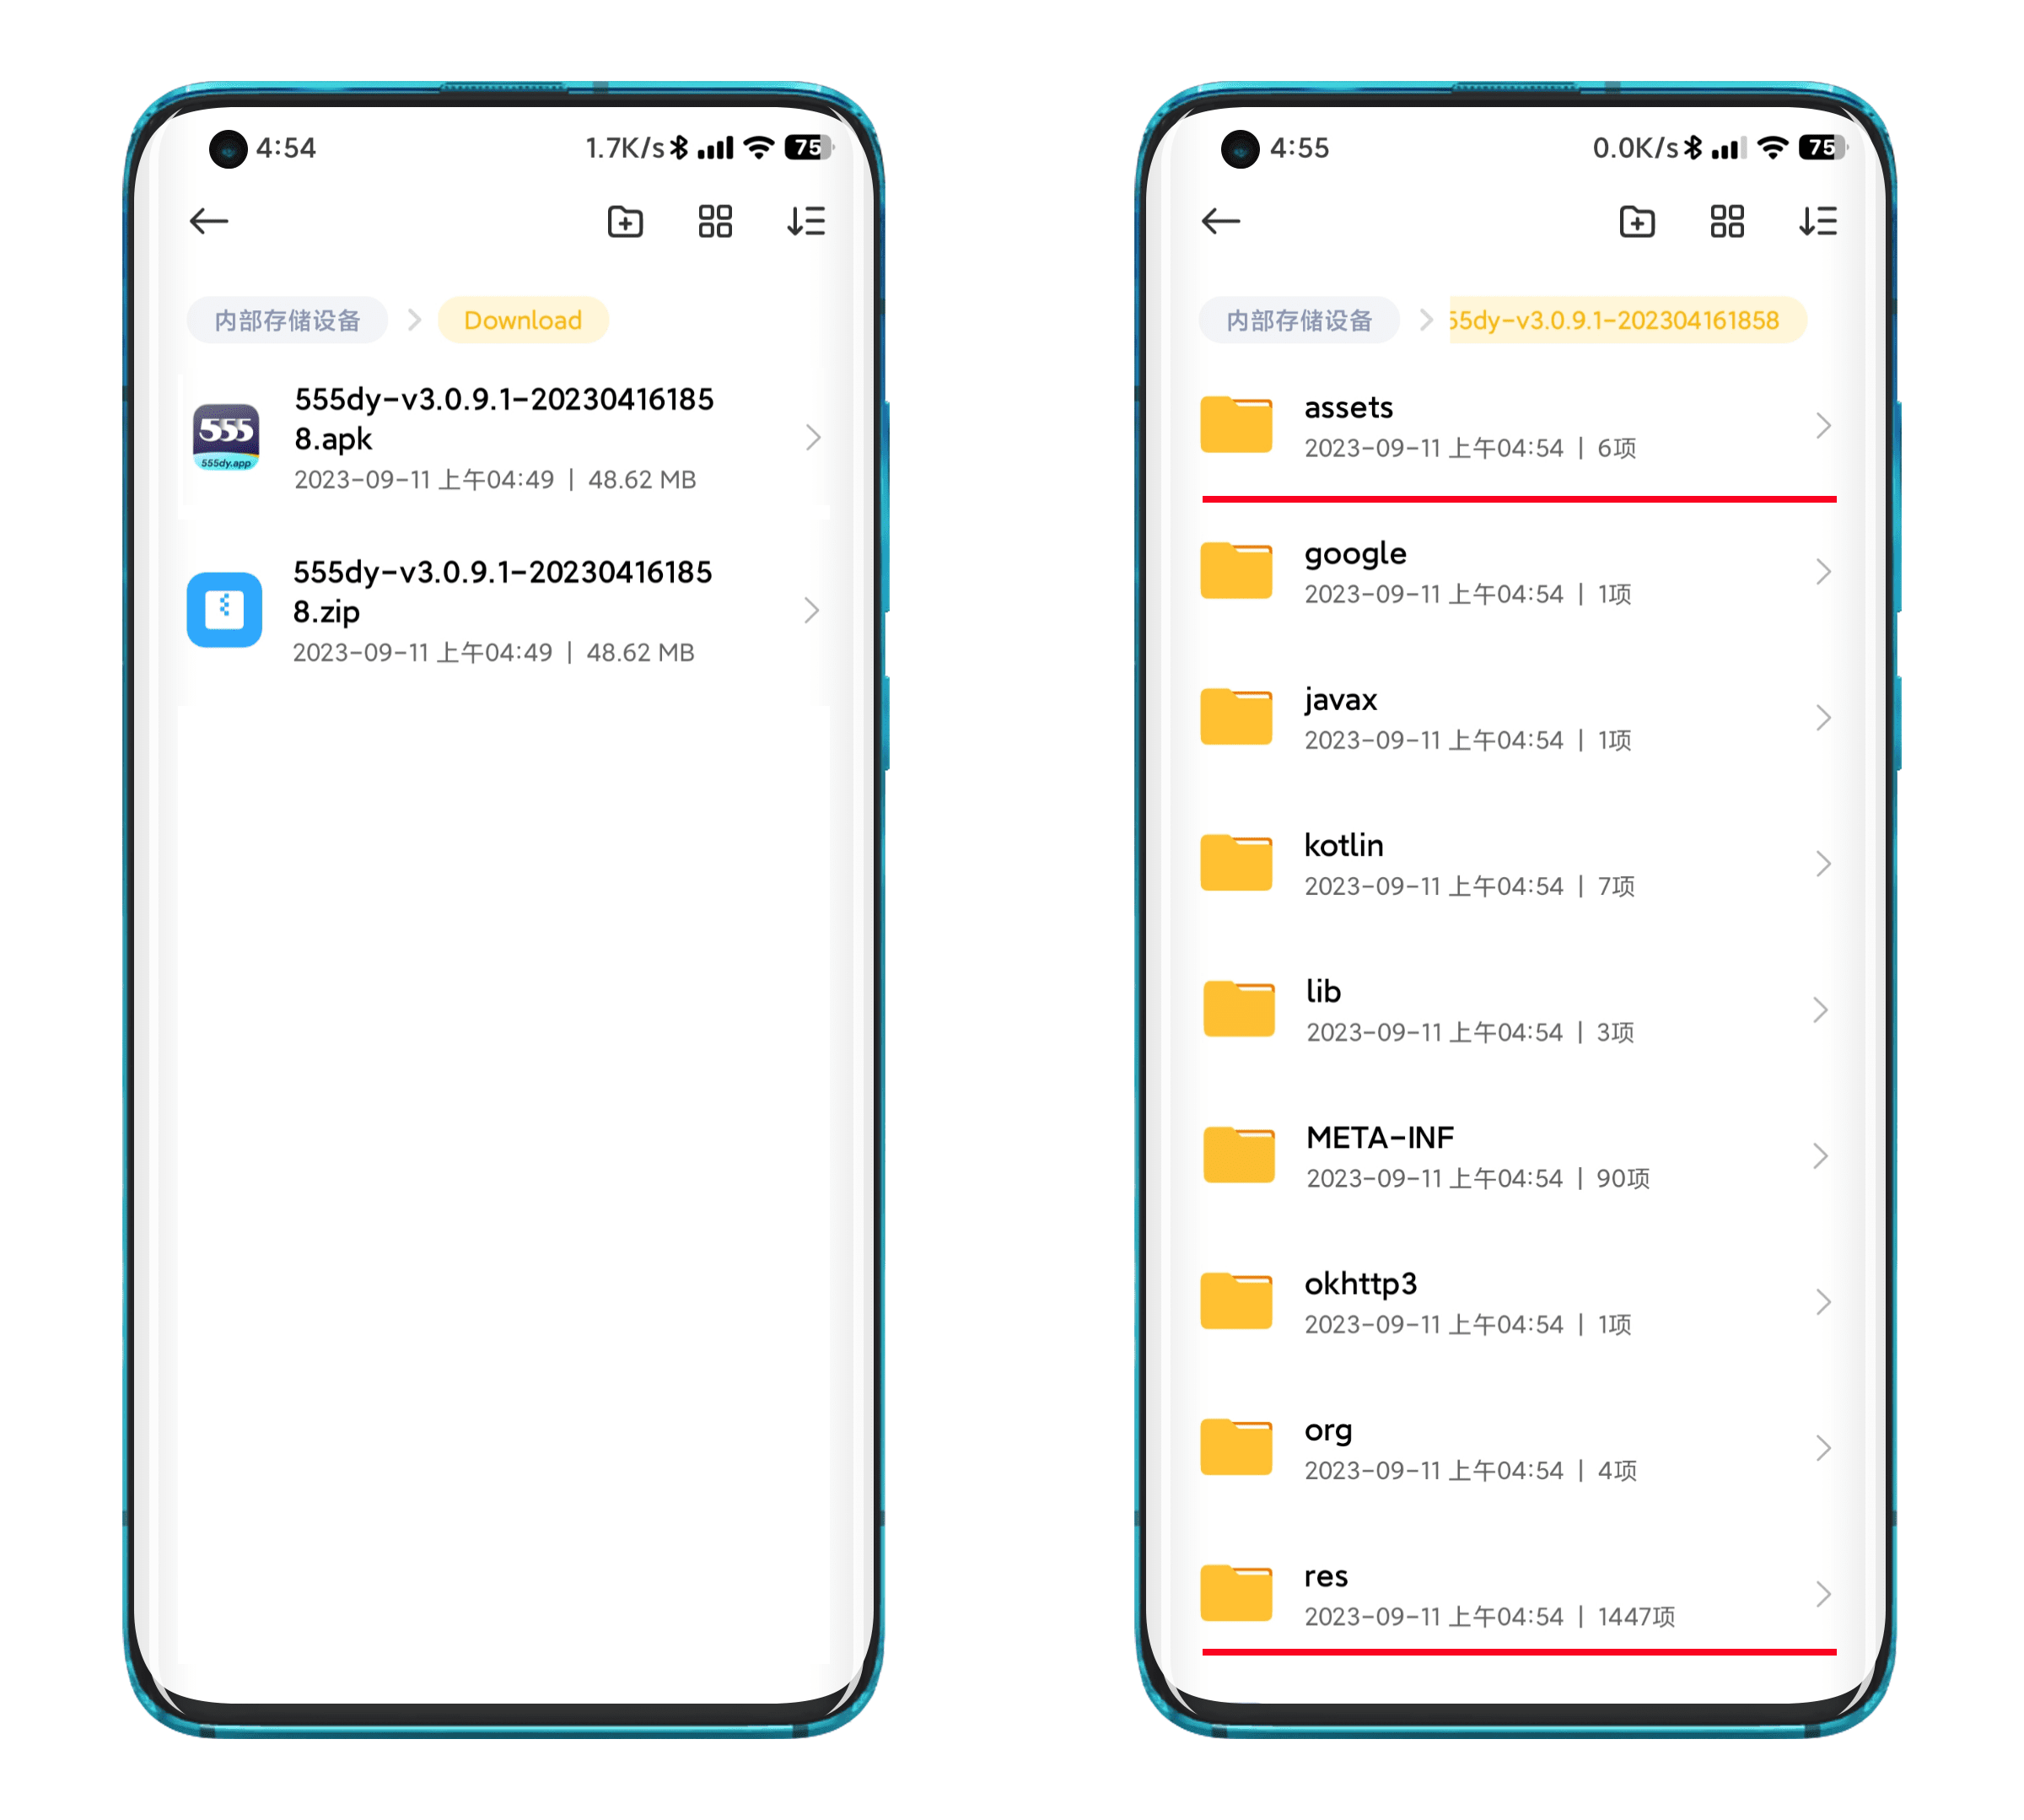 4:54
1.7K/s
75
内部存储设备
Download
555dy-v3.0.9.1-20230416185
8.apk
2023-09-11 上午04:49 | 48.62 MB
555
555dy.app
555dy-v3.0.9.1-20230416185
8.zip
2023-09-11 上午04:49 | 48.62 MB
4:55
0.0K/s
75
内部存储设备
55dy-v3.0.9.1-202304161858
assets
2023-09-11 上午04:54 | 6项
google
2023-09-11 上午04:54 | 1项
javax
2023-09-11 上午04:54 | 1项
kotlin
2023-09-11 上午04:54 | 7项
lib
2023-09-11 上午04:54 | 3项
META-INF
2023-09-11 上午04:54 | 90项
okhttp3
2023-09-11 上午04:54 | 1项
org
2023-09-11 上午04:54 | 4项
res
2023-09-11 上午04:54 | 1447项